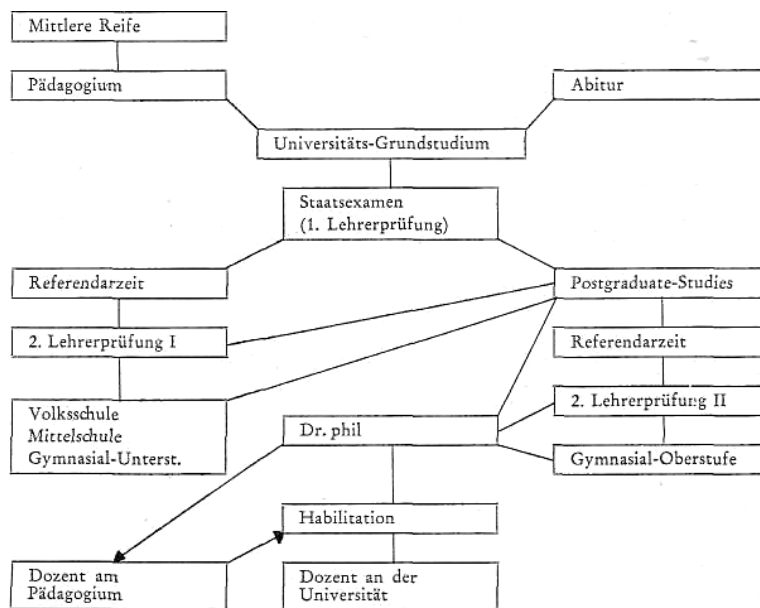 Mittlere Reife
Pädagogium
Abitur
Universitäts-Grundstudium
Staatsexamen
(1. Lehrerprüfung)
Referendarzeit
Postgraduate-Studies
2. Lehrerprüfung I
Referendarzeit
Volksschule
Mittelschule
Gymnasial-Unterst.
Dr. phil
2. Lehrerprüfung II
Gymnasial-Oberstufe
Habilitation
Dozent am
Pädagogium
Dozent an der
Universität